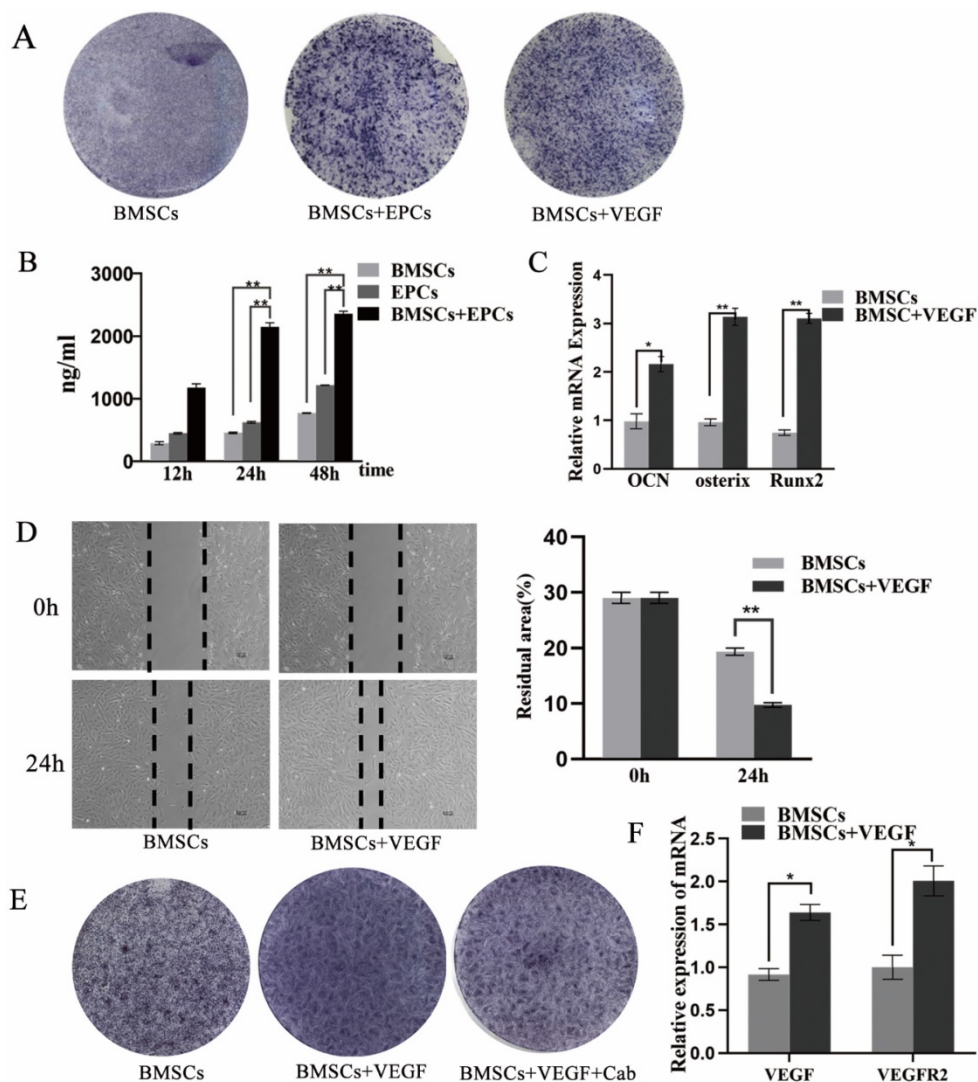 A
BMSCs
BMSCs+EPCs
BMSCs+VEGF
B
BMSCs
EPCs
BMSCs+EPCs
ng/ml
3000
2000
1000
0
** ** ** **
12h 24h 48h time
C
BMSCs
BMSC+VEGF
Relative mRNA Expression
4
3
2
1
0
* ** **
OCN osterix Runx2
D
0h
24h
BMSCs
BMSCs+VEGF
BMSCs
BMSCs+VEGF
Residual area(%)
40
30
20
10
0
**
0h 24h
E
BMSCs
BMSCs+VEGF
BMSCs+VEGF+Cab
F
BMSCs
BMSCs+VEGF
Relative expression of mRNA
2.5
2.0
1.5
1.0
0.5
0.0
* *
VEGF VEGFR2